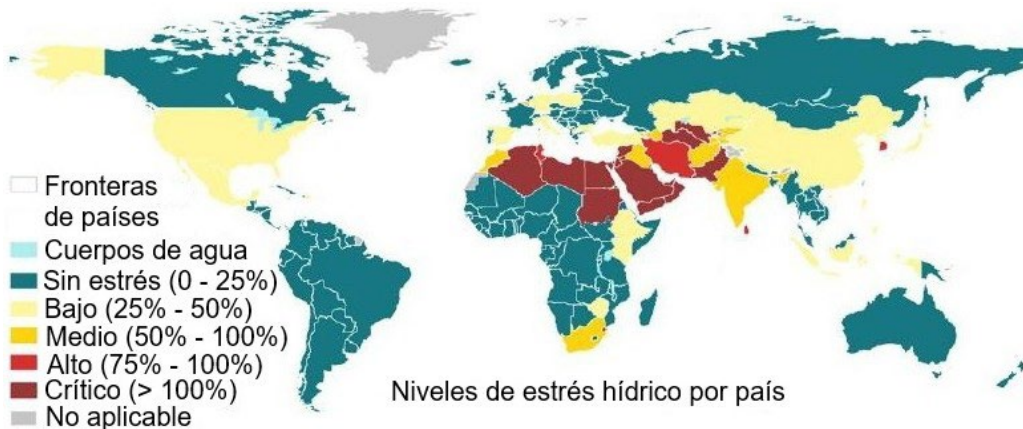 Fronteras
de países
Cuerpos de agua
Sin estrés (0 - 25%)
Bajo (25% - 50%)
Medio (50% - 100%)
Alto (75% - 100%)
Crítico (> 100%)
No aplicable
Niveles de estrés hídrico por país